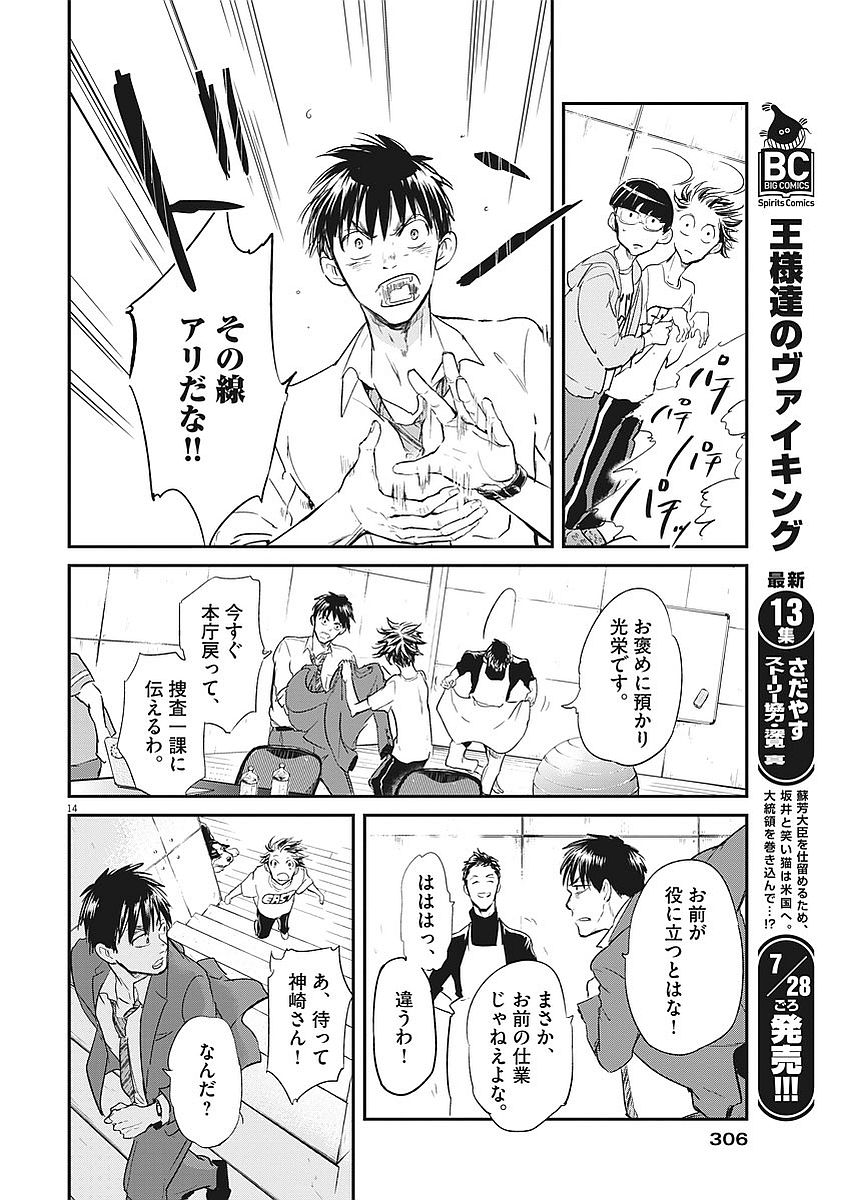 BC
BIG COMICS
Spirits Comics
王様達のヴァイキング
最新
13
集
さだやす
ストーリー協力・深見 真
蘇芳大臣を仕留めるため、
坂井と笑い猫は米国へ。
大統領を巻き込んで…!?
7/28
ごろ
発売!!!
パチ
パチ
パチ
パチッ
その線
アリだな!!
お褒めに預かり
光栄です。
今すぐ
本庁戻って、
捜査一課に
伝えるわ。
お前が
役に立つとはな!
まさか、
お前の仕業
じゃねえよな。
ははっ、
違うわ!
あ、待って
神崎さん!
なんだ?
14
306